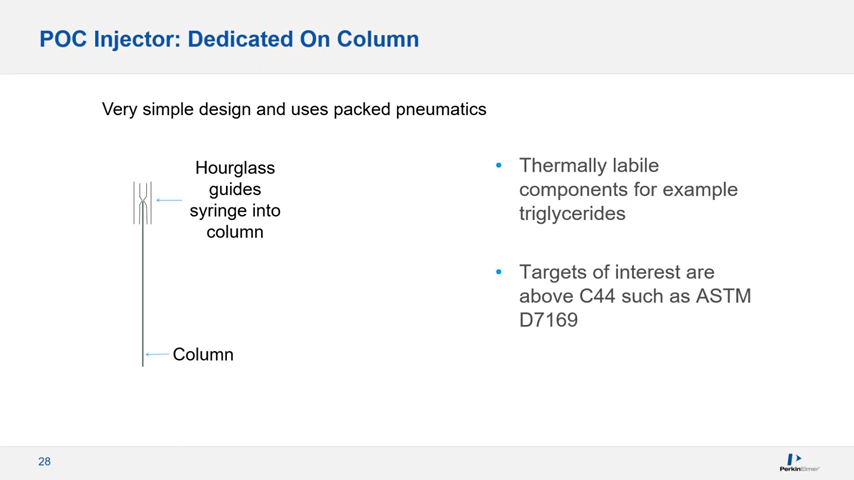 POC Injector: Dedicated On Column
Very simple design and uses packed pneumatics
Hourglass
guides
syringe into
column
Column
• Thermally labile
components for example
triglycerides
• Targets of interest are
above C44 such as ASTM
D7169
28
PerkinElmer